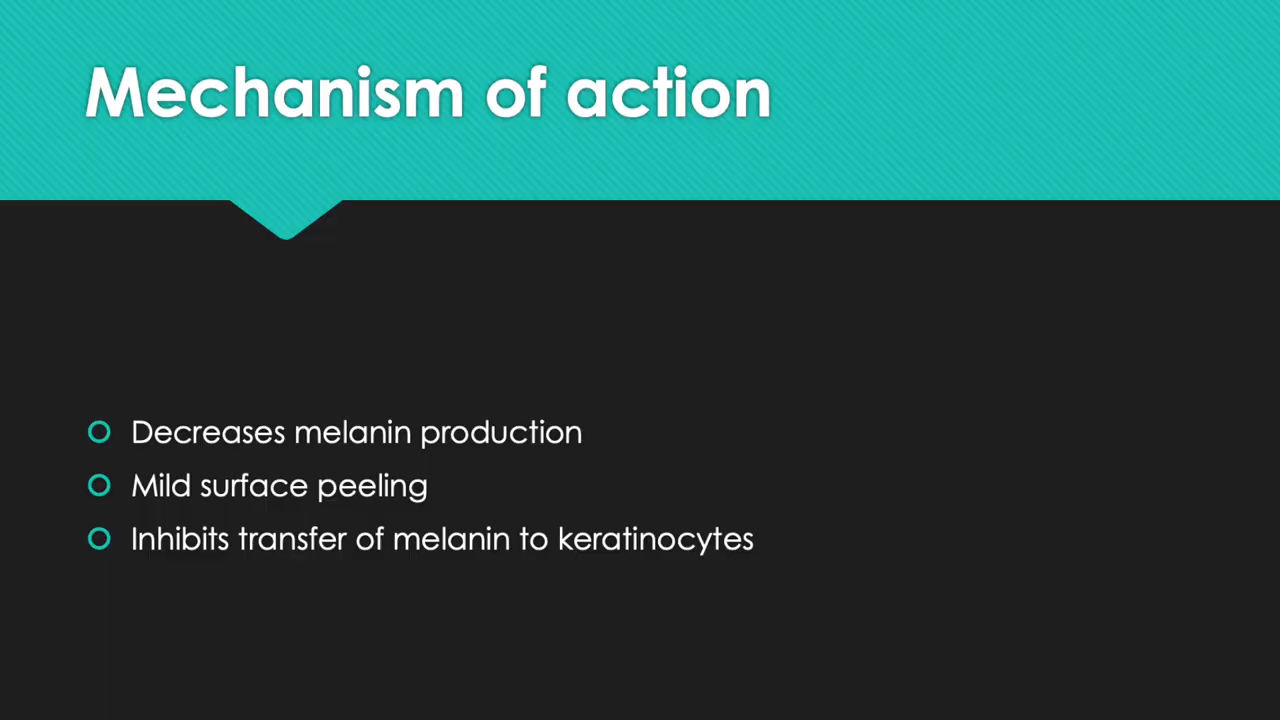 Mechanism of action
Decreases melanin production
Mild surface peeling
Inhibits transfer of melanin to keratinocytes